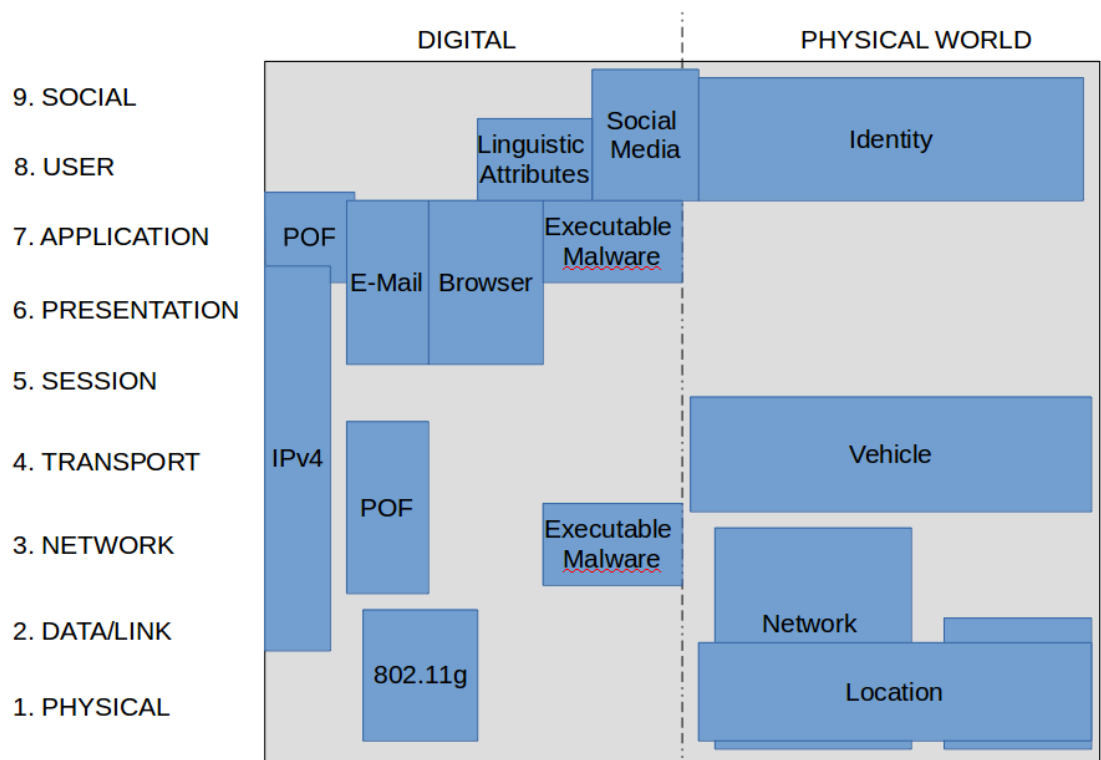 DIGITAL
PHYSICAL WORLD
9. SOCIAL
8. USER
7. APPLICATION
6. PRESENTATION
5. SESSION
4. TRANSPORT
3. NETWORK
2. DATA/LINK
1. PHYSICAL
Social
Media
Identity
Linguistic
Attributes
POF
E-Mail
Browser
Executable
Malware
IPv4
POF
Executable
Malware
802.11g
Vehicle
Network
Location